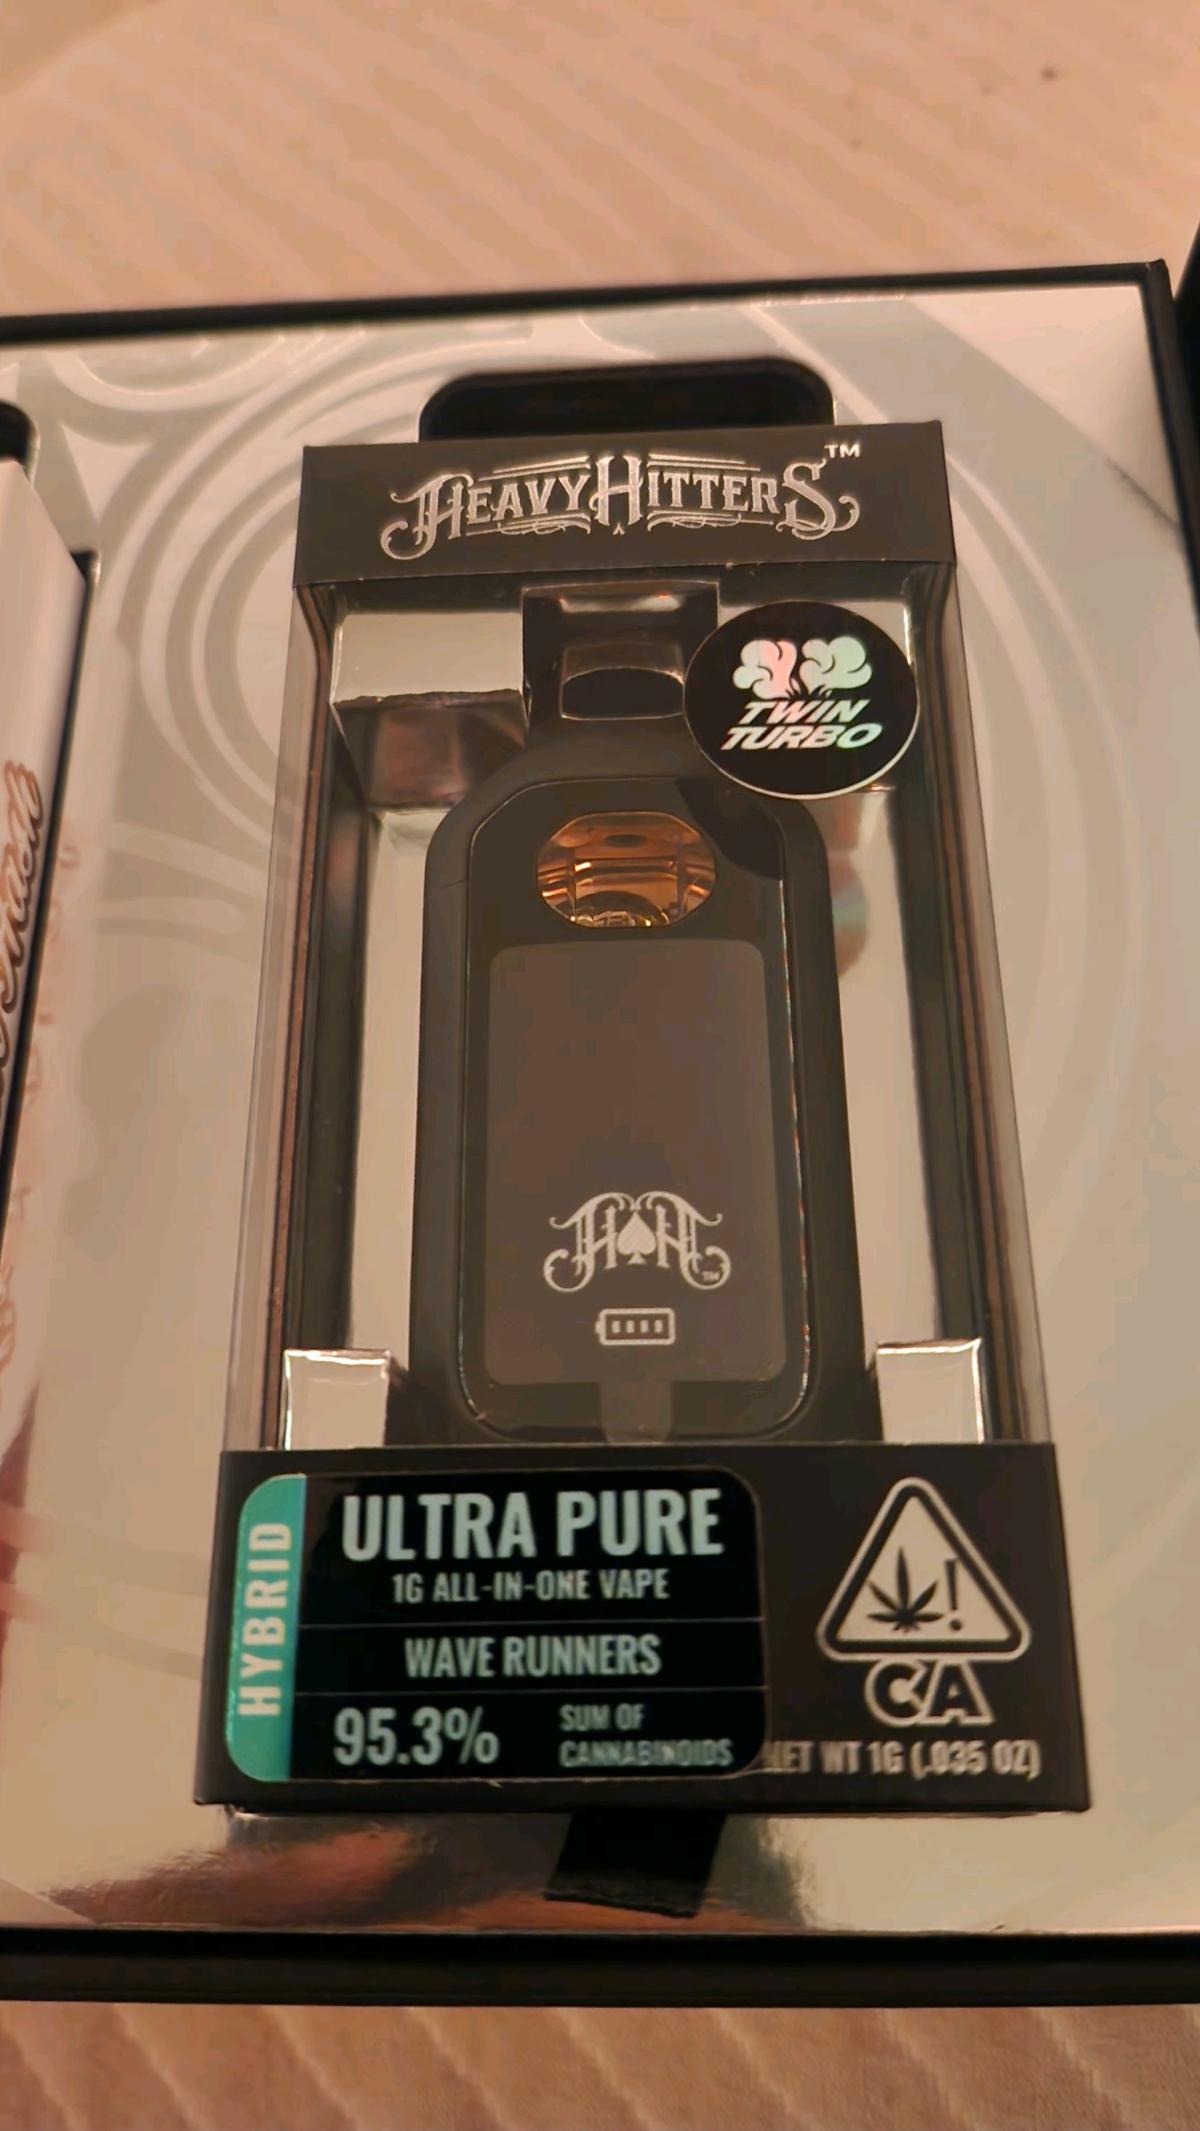 HEAVY HITTERS™
TWIN
TURBO
HH™
HYBRID
ULTRA PURE
1G ALL-IN-ONE VAPE
WAVE RUNNERS
95.3%
SUM OF
CANNABINOIDS
CA
NET WT 1G (.035 OZ)